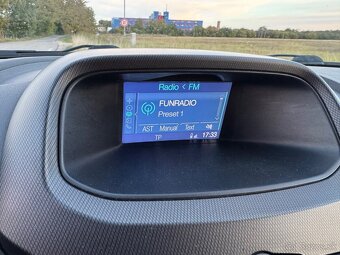 Radio < FM
FUNRADIO
Preset 1
AST Manual Text
TP 17:33